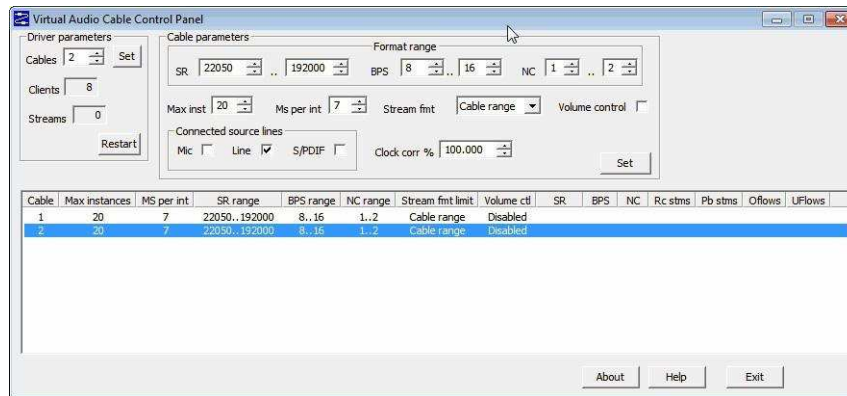 Virtual Audio Cable Control Panel
Driver parameters
Cables 2 Set
Clients 8
Streams 0
Restart
Cable parameters
Format range
SR 22050 .. 192000 BPS 8 .. 16 NC 1 .. 2
Max inst 20 Ms per int 7 Stream fmt Cable range Volume control
Connected source lines
Mic Line S/PDIF Clock corr % 100.000
Set
Cable Max instances MS per int SR range BPS range NC range Stream fmt limit Volume ctl SR BPS NC Rc stms Pb stms Oflows UFlows
1 20 7 22050..192000 8..16 1..2 Cable range Disabled
2 20 7 22050..192000 8..16 1..2 Cable range Disabled
About Help Exit